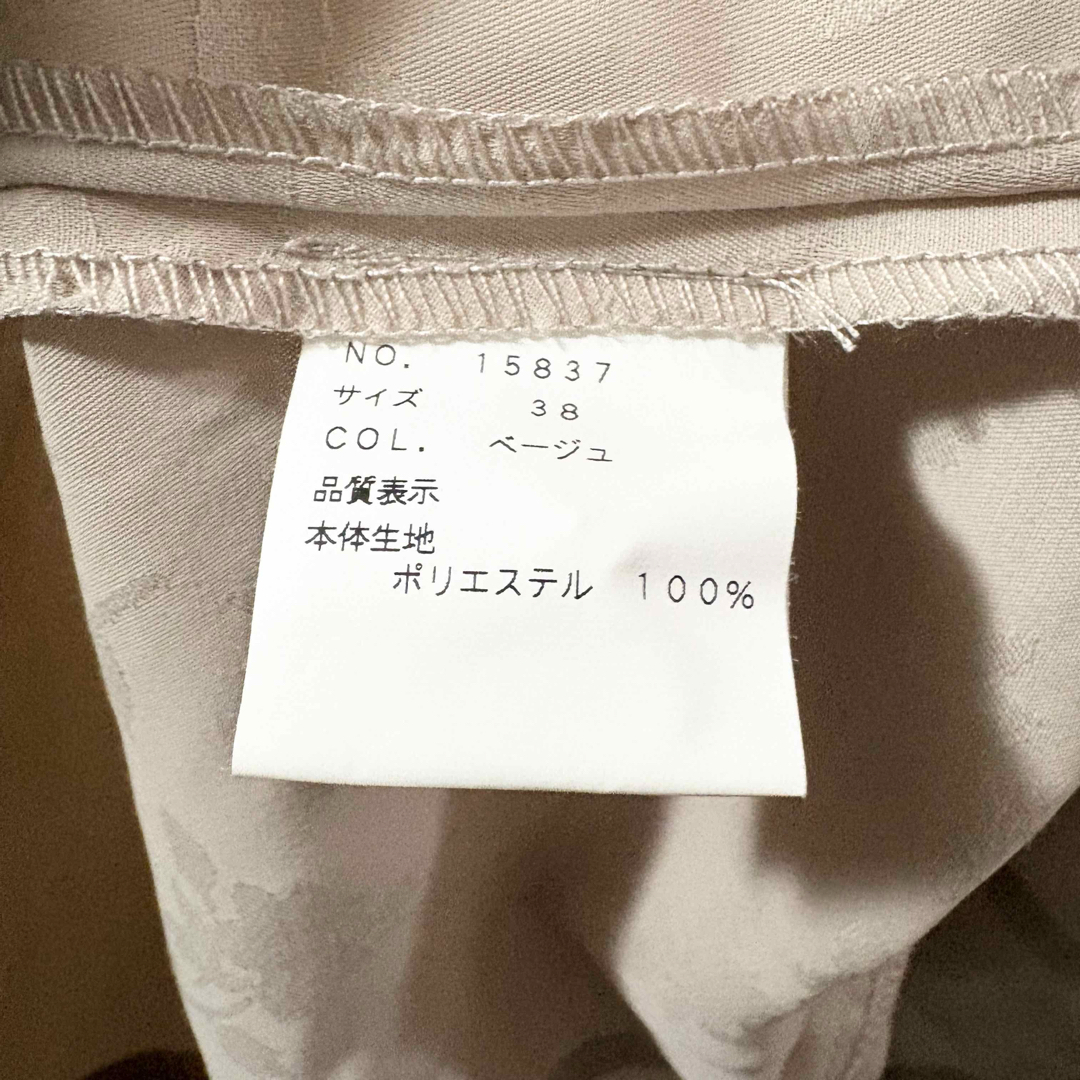 NO. 15837
サイズ 38
COL. ベージュ
品質表示
本体生地
ポリエステル 100%